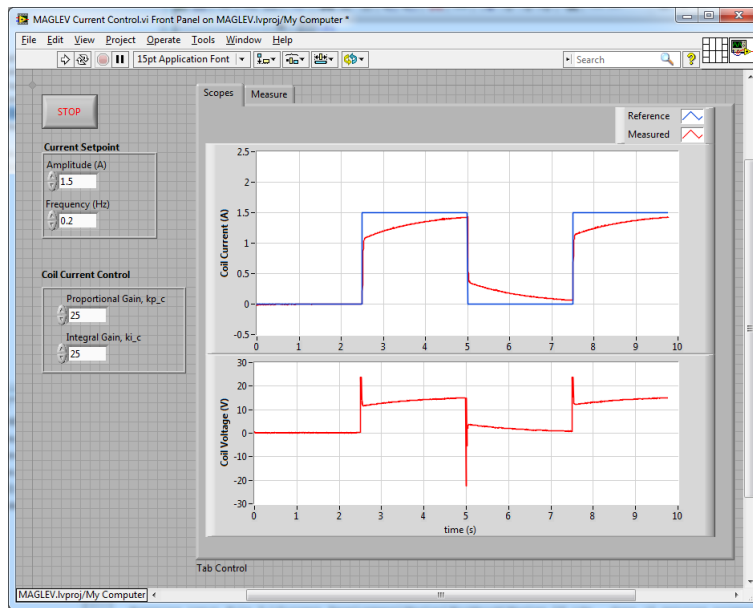 MAGLEV Current Control.vi Front Panel on MAGLEV.lvproj/My Computer *
File Edit View Project Operate Tools Window Help
15pt Application Font
Search
?
Scopes Measure
STOP
Reference
Measured
Current Setpoint
Amplitude (A)
1.5
Frequency (Hz)
0.2
Coil Current Control
Proportional Gain, kp_c
25
Integral Gain, ki_c
25
Coil Current (A)
2.5
2
1.5
1
0.5
0
-0.5
0 1 2 3 4 5 6 7 8 9 10
Coil Voltage (V)
30
20
10
0
-10
-20
-30
0 1 2 3 4 5 6 7 8 9 10
time (s)
Tab Control
MAGLEV.lvproj/My Computer